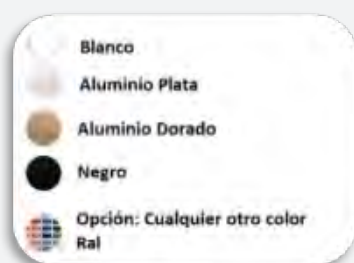 Blanco
Aluminio Plata
Aluminio Dorado
Negro
Opción: Cualquier otro color
Ral